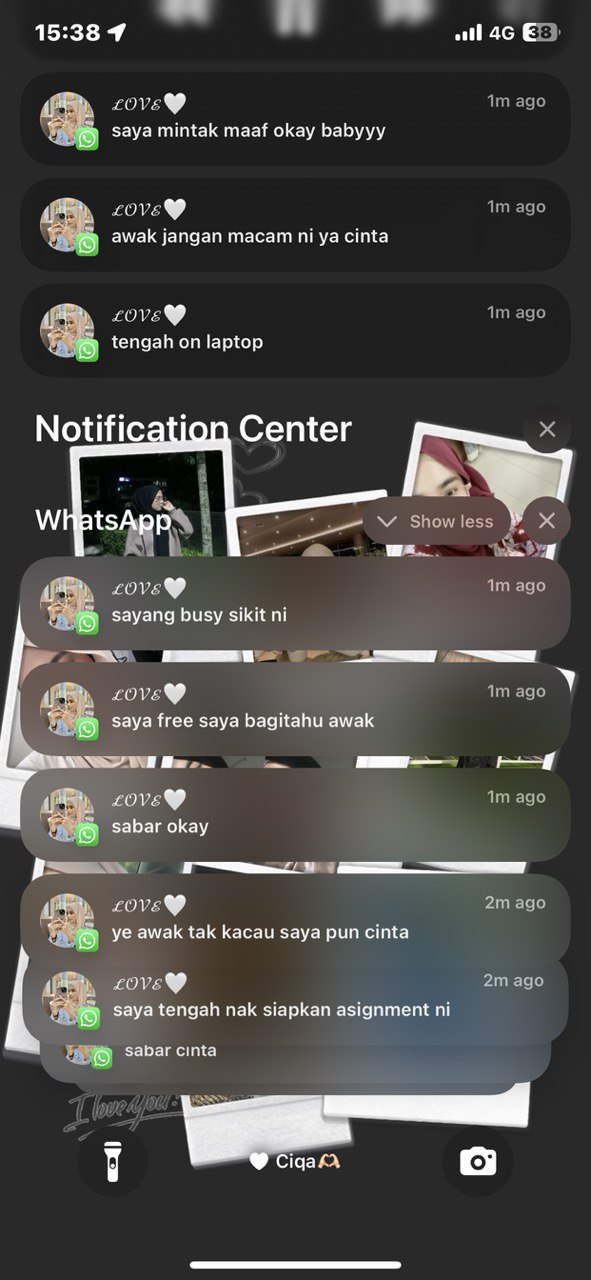 15:38
4G
38
𝓛𝓞𝓥𝓔🤍
1m ago
saya mintak maaf okay babyyy
𝓛𝓞𝓥𝓔🤍
1m ago
awak jangan macam ni ya cinta
𝓛𝓞𝓥𝓔🤍
1m ago
tengah on laptop
Notification Center
WhatsApp
Show less
𝓛𝓞𝓥𝓔🤍
1m ago
sayang busy sikit ni
𝓛𝓞𝓥𝓔🤍
1m ago
saya free saya bagitahu awak
𝓛𝓞𝓥𝓔🤍
1m ago
sabar okay
𝓛𝓞𝓥𝓔🤍
2m ago
ye awak tak kacau saya pun cinta
𝓛𝓞𝓥𝓔🤍
2m ago
saya tengah nak siapkan asignment ni
sabar cinta
I love you!
🤍 Ciqa🫶🏼